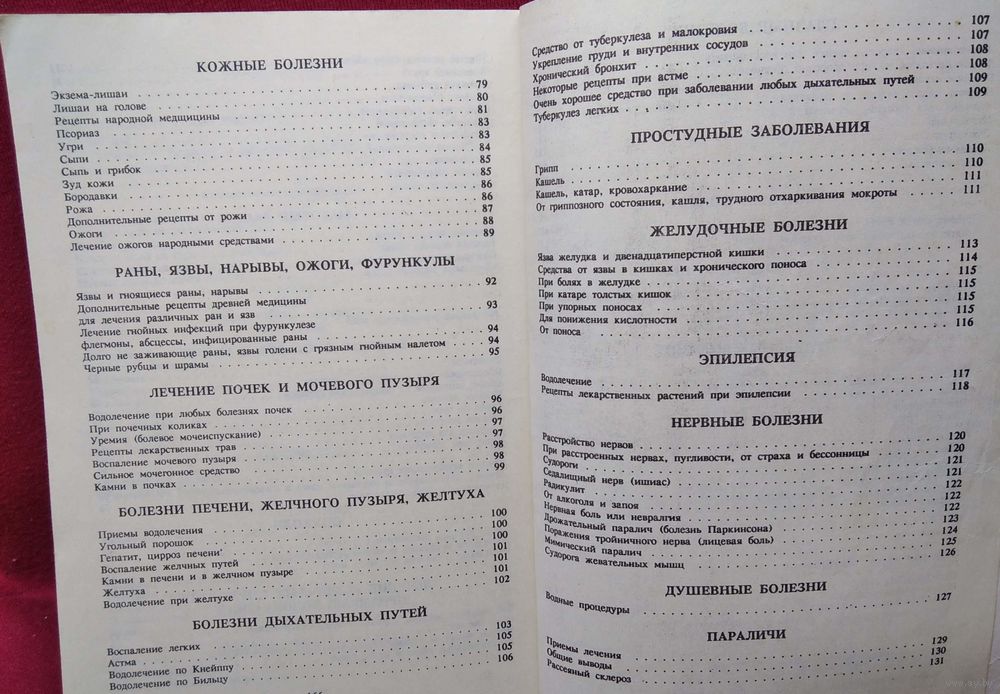 КОЖНЫЕ БОЛЕЗНИ
Экзема-лишаи 79
Лишаи на голове 80
Рецепты народной медщицины 81
Псориаз 83
Угри 83
Сыпи 84
Сыпь и грибок 85
Зуд кожи 85
Бородавки 86
Рожа 86
Дополнительные рецепты от рожи 87
Ожоги 88
Лечение ожогов народными средствами 89
РАНЫ, ЯЗВЫ, НАРЫВЫ, ОЖОГИ, ФУРУНКУЛЫ
Язвы и гноящиеся раны, нарывы 92
Дополнительные рецепты древней медицины
для лечения различных ран и язв 93
Лечение гнойных инфекций при фурункулезе
флегмоны, абсцессы, инфицированные раны 94
Долго не заживающие раны, язвы голени с грязным гнойным налетом 94
Черные рубцы и шрамы 95
ЛЕЧЕНИЕ ПОЧЕК И МОЧЕВОГО ПУЗЫРЯ
Водолечение при любых болезнях почек 96
При почечных коликах 96
Уремия (болевое мочеиспускание) 97
Рецепты лекарственных трав 97
Воспаление мочевого пузыря 98
Сильное мочегонное средство 98
Камни в почках 99
БОЛЕЗНИ ПЕЧЕНИ, ЖЕЛЧНОГО ПУЗЫРЯ, ЖЕЛТУХА
Приемы водолечения 100
Угольный порошок 100
Гепатит, цирроз печени 100
Воспаление желчных путей 101
Камни в печени и в желчном пузыре 101
Желтуха 101
Водолечение при желтухе 102
БОЛЕЗНИ ДЫХАТЕЛЬНЫХ ПУТЕЙ
Воспаление легких 103
Астма 105
Водолечение по Кнейппу 105
Водолечение по Бильцу 106
Средство от туберкулеза и малокровия 107
Укрепление груди и внутренних сосудов 107
Хронический бронхит 108
Некоторые рецепты при астме 108
Очень хорошее средство при заболевании любых дыхательных путей 109
Туберкулез легких 109
ПРОСТУДНЫЕ ЗАБОЛЕВАНИЯ
Грипп 110
Кашель 110
Кашель, катар, кровохаркание 111
От гриппозного состояния, кашля, трудного отхаркивания мокроты 111
ЖЕЛУДОЧНЫЕ БОЛЕЗНИ
Язва желудка и двенадцатиперстной кишки 113
Средства от язвы в кишках и хронического поноса 114
При болях в желудке 115
При катаре толстых кишок 115
При упорных поносах 115
Для понижения кислотности 115
От поноса 116
ЭПИЛЕПСИЯ
Водолечение 117
Рецепты лекарственных растений при эпилепсии 118
НЕРВНЫЕ БОЛЕЗНИ
Расстройство нервов 120
При расстроенных нервах, пугливости, от страха и бессонницы 120
Судороги 121
Седалищный нерв (ишиас) 121
Радикулит 122
От алкоголя и запоя 122
Нервная боль или невралгия 122
Дрожательный паралич (болезнь Паркинсона) 123
Поражения тройничного нерва (лицевая боль) 124
Мимический паралич 125
Судорога жевательных мышц 126
ДУШЕВНЫЕ БОЛЕЗНИ
Водные процедуры 127
ПАРАЛИЧИ
Приемы лечения 129
Общие выводы 130
Рассеяный склероз 131